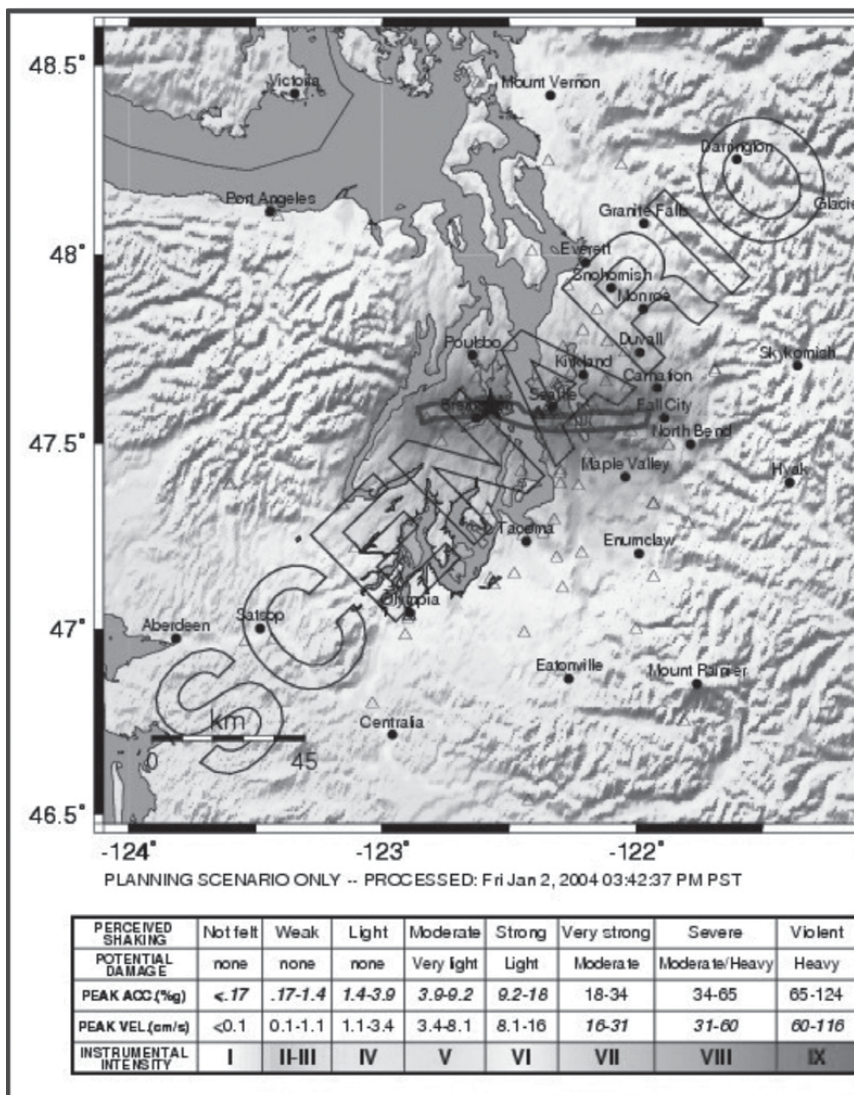 48.5°
Victoria
Mount Vernon
Darrington
Port Angeles
Granite Falls
Glacie
48°
Everett
Snohomish
Monroe
Poulsbo
Duvall
Kirkland
Skykomish
Carnation
Seattle
Fall City
47.5°
North Bend
Maple Valley
Hyak
Tacoma
Enumclaw
Olympia
47°
Aberdeen
Satsop
Eatonville
Mount Rainier
SCENARIO
km
Centralia
0 45
46.5°
-124° -123° -122°
PLANNING SCENARIO ONLY -- PROCESSED: Fri Jan 2, 2004 03:42:37 PM PST
PERCEIVED SHAKING Not felt Weak Light Moderate Strong Very strong Severe Violent
POTENTIAL DAMAGE none none none Very light Light Moderate Moderate/Heavy Heavy
PEAK ACC.(%g) <.17 .17-1.4 1.4-3.9 3.9-9.2 9.2-18 18-34 34-65 65-124
PEAK VEL.(cm/s) <0.1 0.1-1.1 1.1-3.4 3.4-8.1 8.1-16 16-31 31-60 60-116
INSTRUMENTAL INTENSITY I II-III IV V VI VII VIII IX